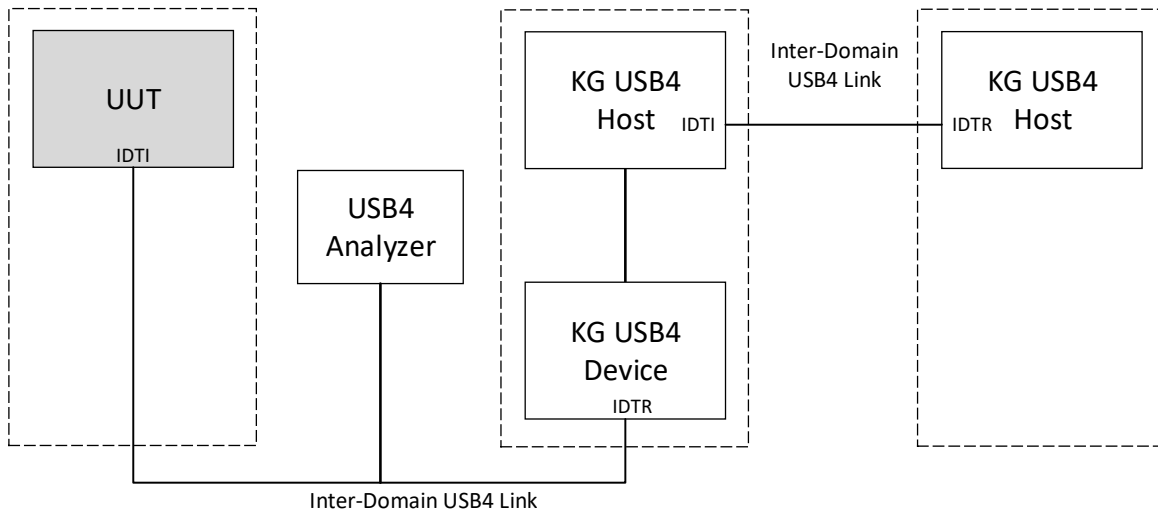 UUT
IDTI
USB4
Analyzer
KG USB4
Host
IDTI
Inter-Domain
USB4 Link
KG USB4
Host
IDTR
KG USB4
Device
IDTR
Inter-Domain USB4 Link